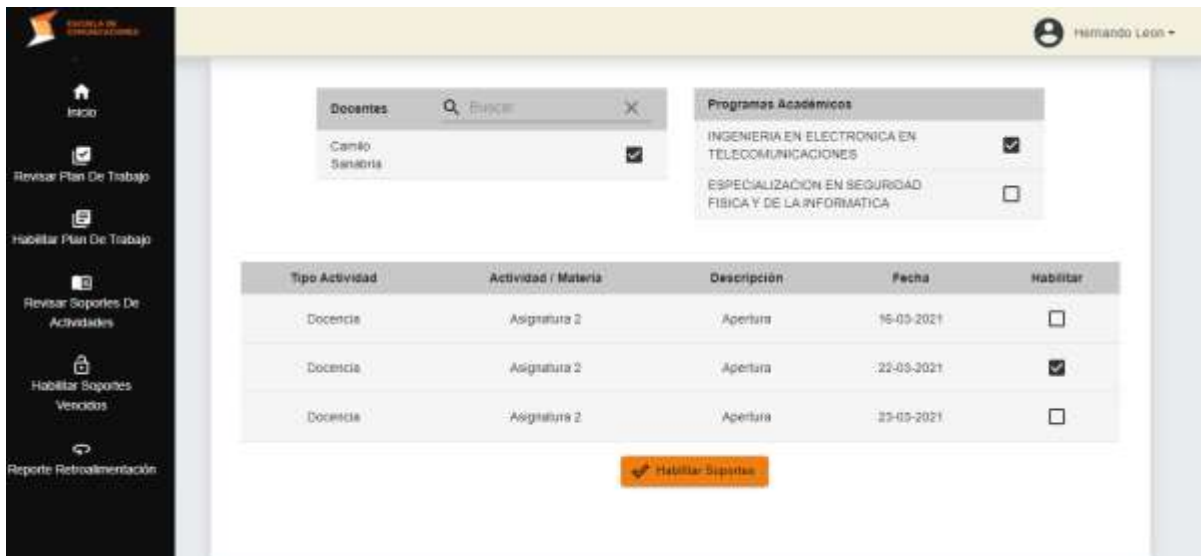 ESCUELA DE
COMUNICACIONES
Hernando Leon
Inicio
Revisar Plan De Trabajo
Habilitar Plan De Trabajo
Revisar Soportes De
Actividades
Habilitar Soportes
Vencidos
Reporte Retroalimentación
Docentes
Buscar
Camilo
Sanabria
Programas Académicos
INGENIERIA EN ELECTRONICA EN
TELECOMUNICACIONES
ESPECIALIZACION EN SEGURIDAD
FISICA Y DE LA INFORMATICA
Tipo Actividad Actividad / Materia Descripción Fecha Habilitar
Docencia Asignatura 2 Apertura 16-03-2021
Docencia Asignatura 2 Apertura 22-03-2021
Docencia Asignatura 2 Apertura 23-03-2021
Habilitar Soportes